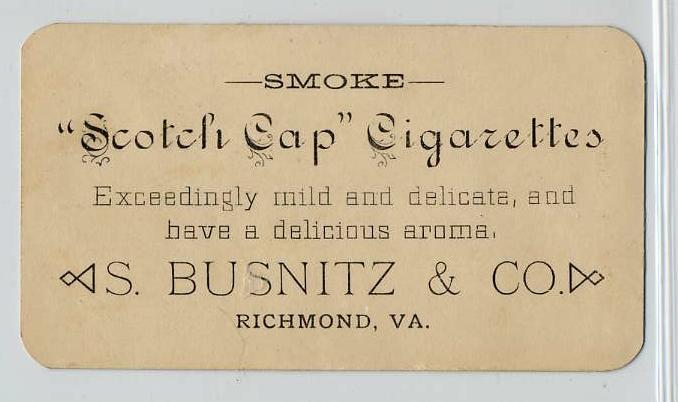 —SMOKE—
"Scotch Cap" Cigarettes
Exceedingly mild and delicate, and
have a delicious aroma.
S. BUSNITZ & CO.
RICHMOND, VA.